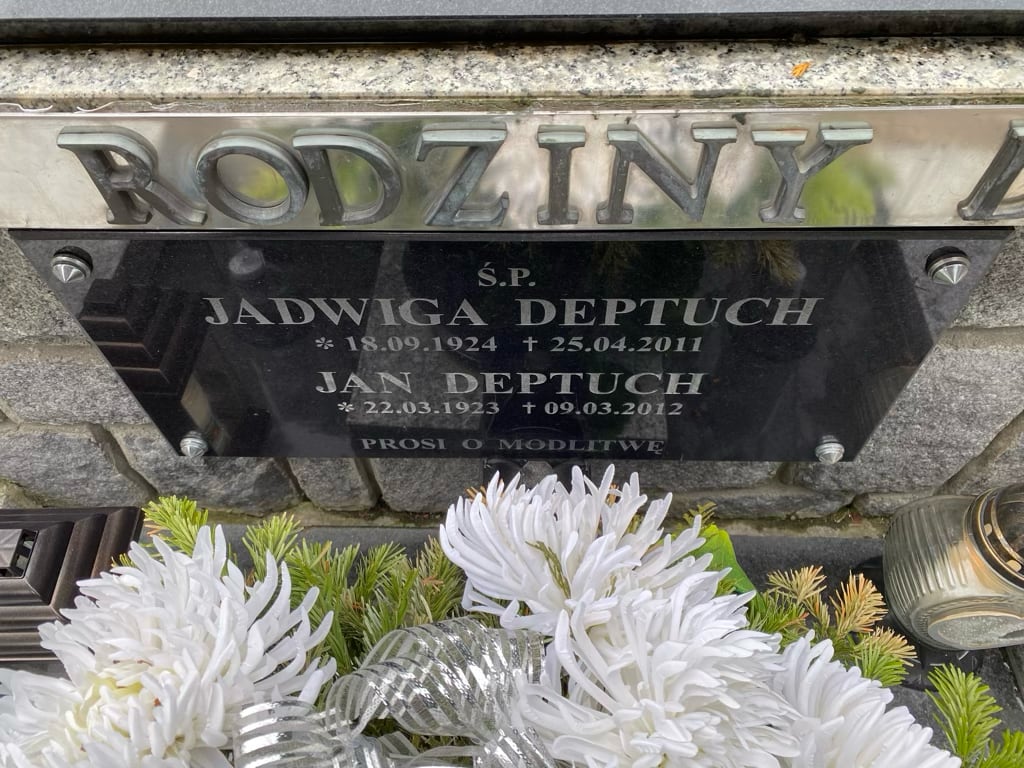 RODZINY
Ś.P.
JADWIGA DEPTUCH
* 18.09.1924 † 25.04.2011
JAN DEPTUCH
* 22.03.1923 † 09.03.2012
PROSI O MODLITWĘ